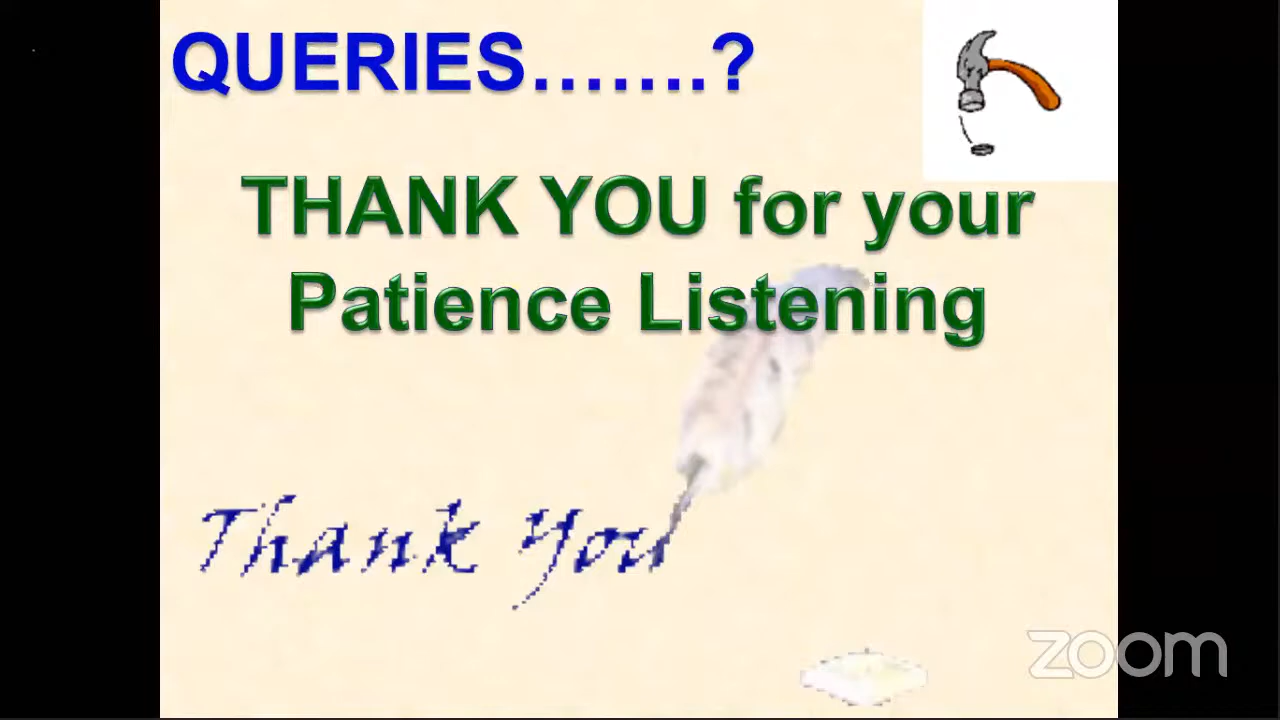 QUERIES.......?
THANK YOU for your
Patience Listening
Thank You
zoom